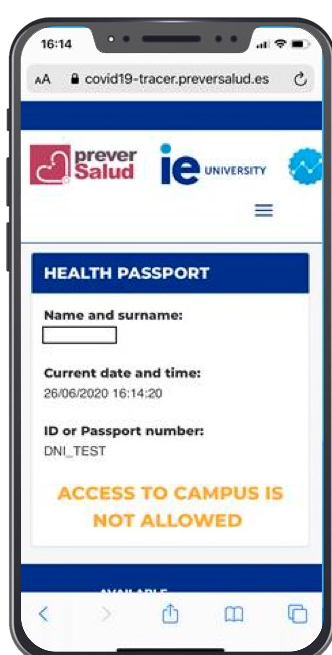 16:14
AA covid19-tracer.preversalud.es
prever
Salud
ie UNIVERSITY
HEALTH PASSPORT
Name and surname:
Current date and time:
26/06/2020 16:14:20
ID or Passport number:
DNI_TEST
ACCESS TO CAMPUS IS
NOT ALLOWED